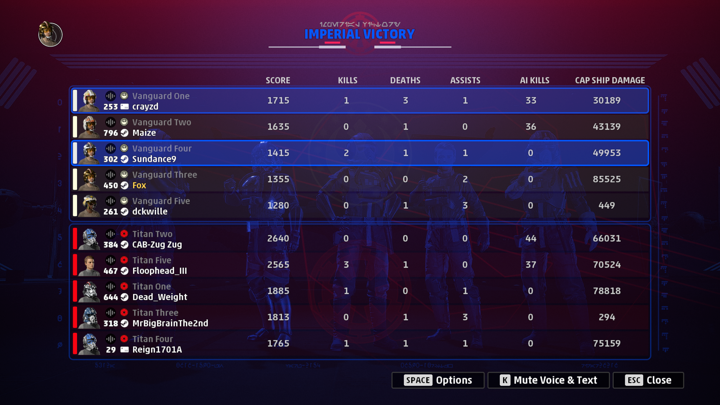 IMPERIAL VICTORY
SCORE KILLS DEATHS ASSISTS AI KILLS CAP SHIP DAMAGE
Vanguard One
253 crayzd 1715 1 3 1 33 30189
Vanguard Two
796 Maize 1635 0 1 0 36 43139
Vanguard Four
302 Sundance9 1415 2 1 1 0 49953
Vanguard Three
450 Fox 1355 0 0 2 0 85525
Vanguard Five
261 dckwille 1280 0 1 3 0 449
Titan Two
384 CAB-Zug Zug 2640 0 0 0 44 66031
Titan Five
467 Floophead_III 2565 3 1 0 37 70524
Titan One
644 Dead_Weight 1885 1 0 1 0 78818
Titan Three
318 MrBigBrainThe2nd 1813 0 1 3 0 294
Titan Four
29 Reign1701A 1765 1 1 1 0 75159
SPACE Options K Mute Voice & Text ESC Close